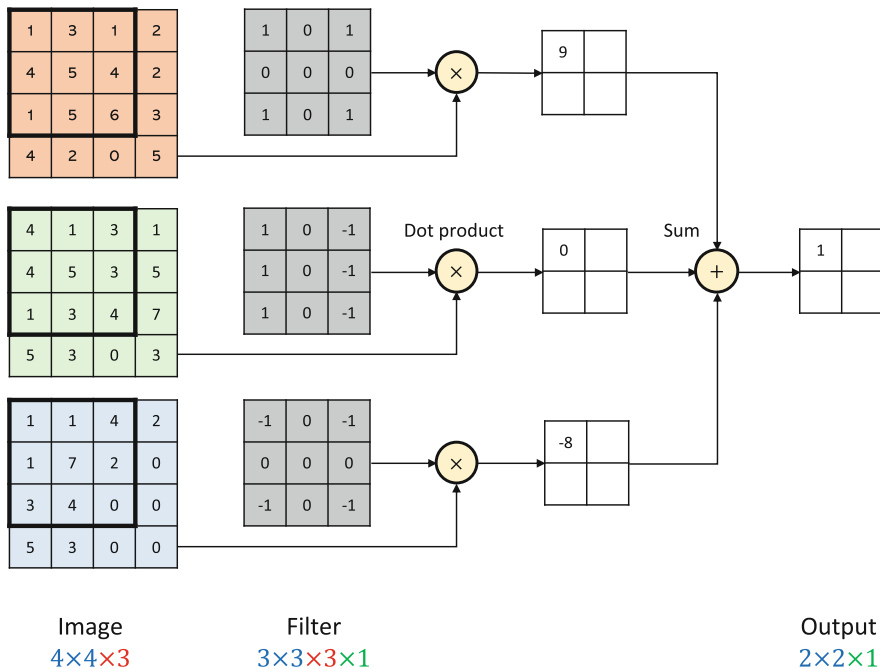 1 3 1 2
4 5 4 2
1 5 6 3
4 2 0 5
1 0 1
0 0 0
1 0 1
×
9
4 1 3 1
4 5 3 5
1 3 4 7
5 3 0 3
1 0 -1
1 0 -1
1 0 -1
Dot product
×
0
Sum
+
1
1 1 4 2
1 7 2 0
3 4 0 0
5 3 0 0
-1 0 -1
0 0 0
-1 0 -1
×
-8
Image
4×4×3
Filter
3×3×3×1
Output
2×2×1